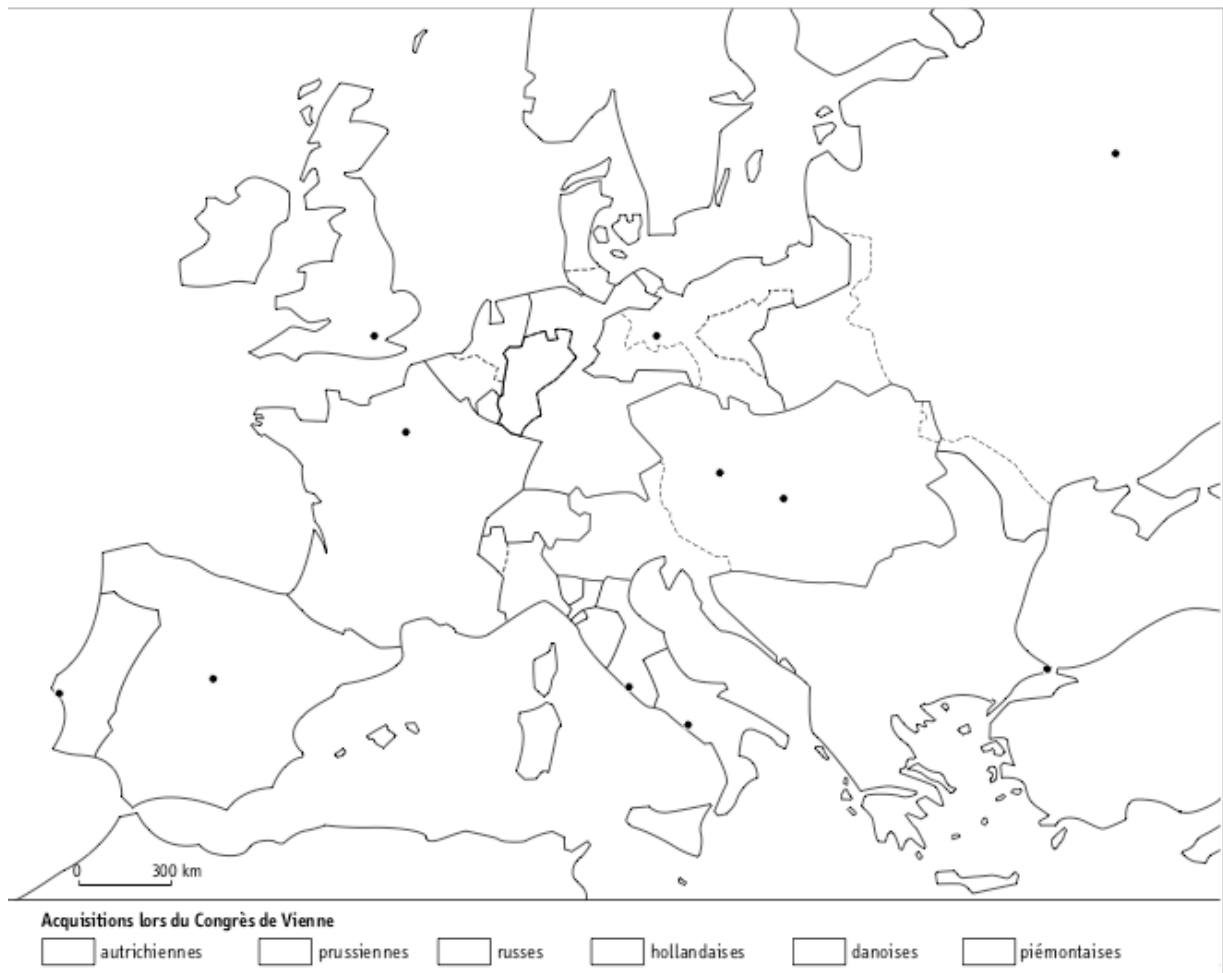 0 300 km
Acquisitions lors du Congrès de Vienne
autrichiennes prussiennes russes hollandaises danoises piémontaises